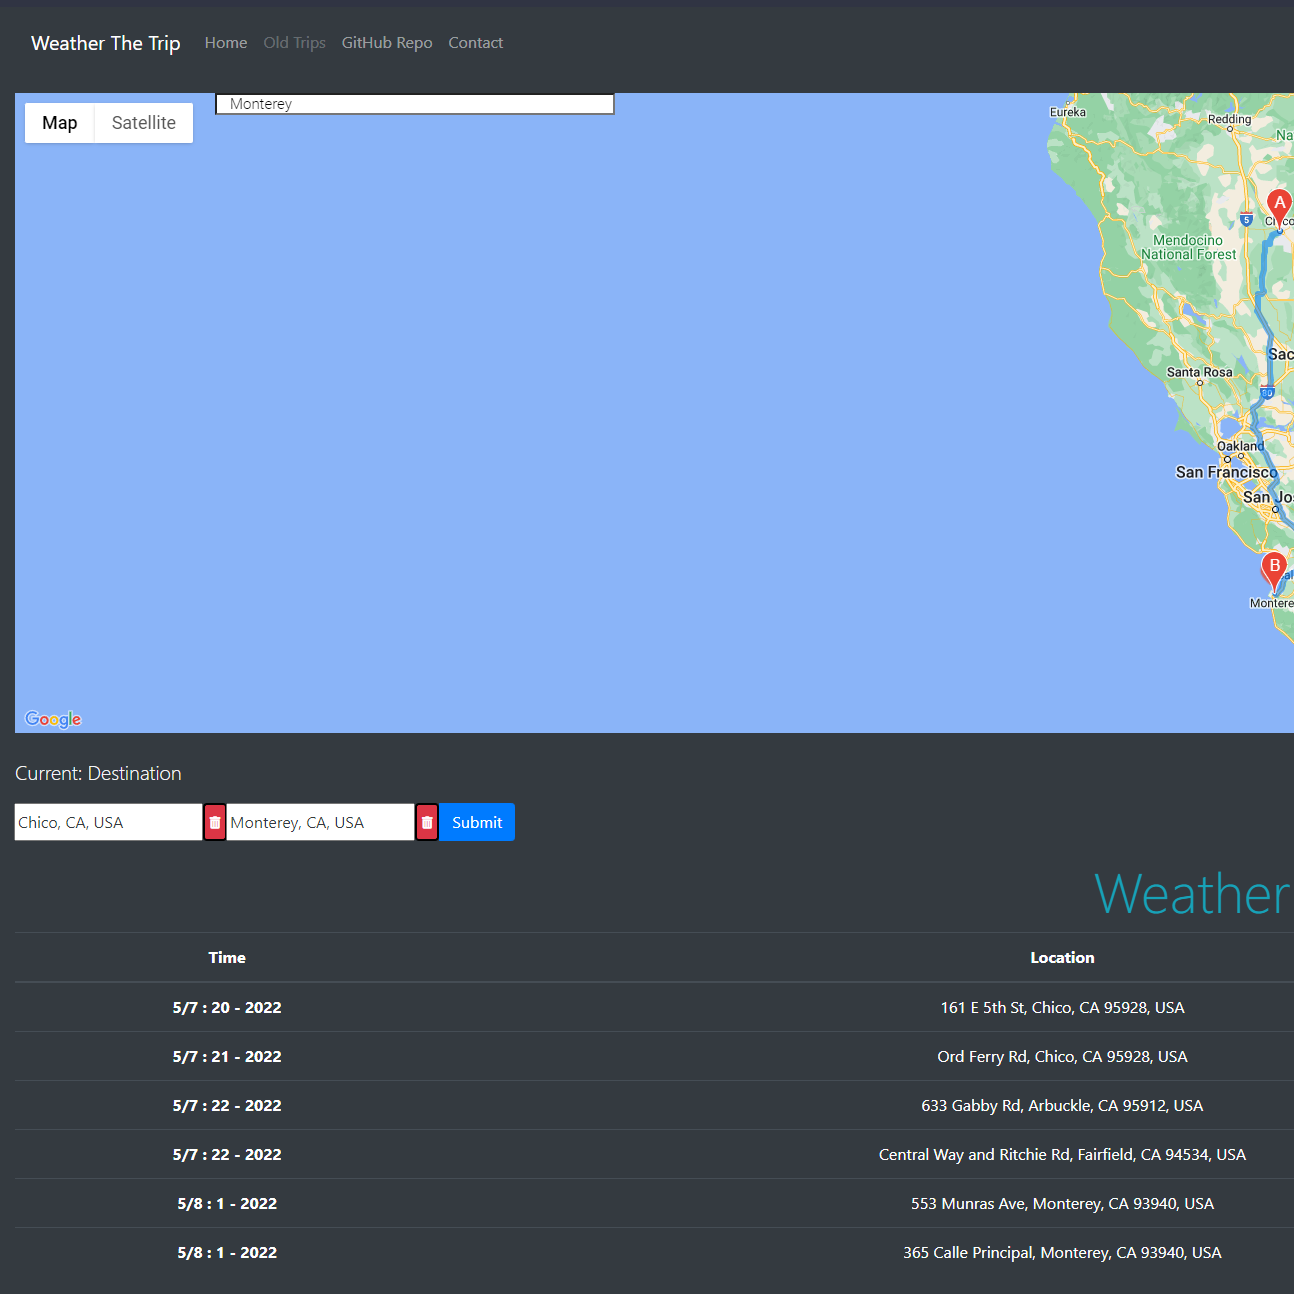 Weather The Trip Home Old Trips GitHub Repo Contact
Map Satellite
Monterey
Eureka
Redding
Na
A
Chico
5
Mendocino
National Forest
Sac
Santa Rosa
80
Oakland
San Francisco
San Jos
B
Montere
Google
Current: Destination
Chico, CA, USA Monterey, CA, USA Submit
Weather
Time Location
5/7 : 20 - 2022 161 E 5th St, Chico, CA 95928, USA
5/7 : 21 - 2022 Ord Ferry Rd, Chico, CA 95928, USA
5/7 : 22 - 2022 633 Gabby Rd, Arbuckle, CA 95912, USA
5/7 : 22 - 2022 Central Way and Ritchie Rd, Fairfield, CA 94534, USA
5/8 : 1 - 2022 553 Munras Ave, Monterey, CA 93940, USA
5/8 : 1 - 2022 365 Calle Principal, Monterey, CA 93940, USA